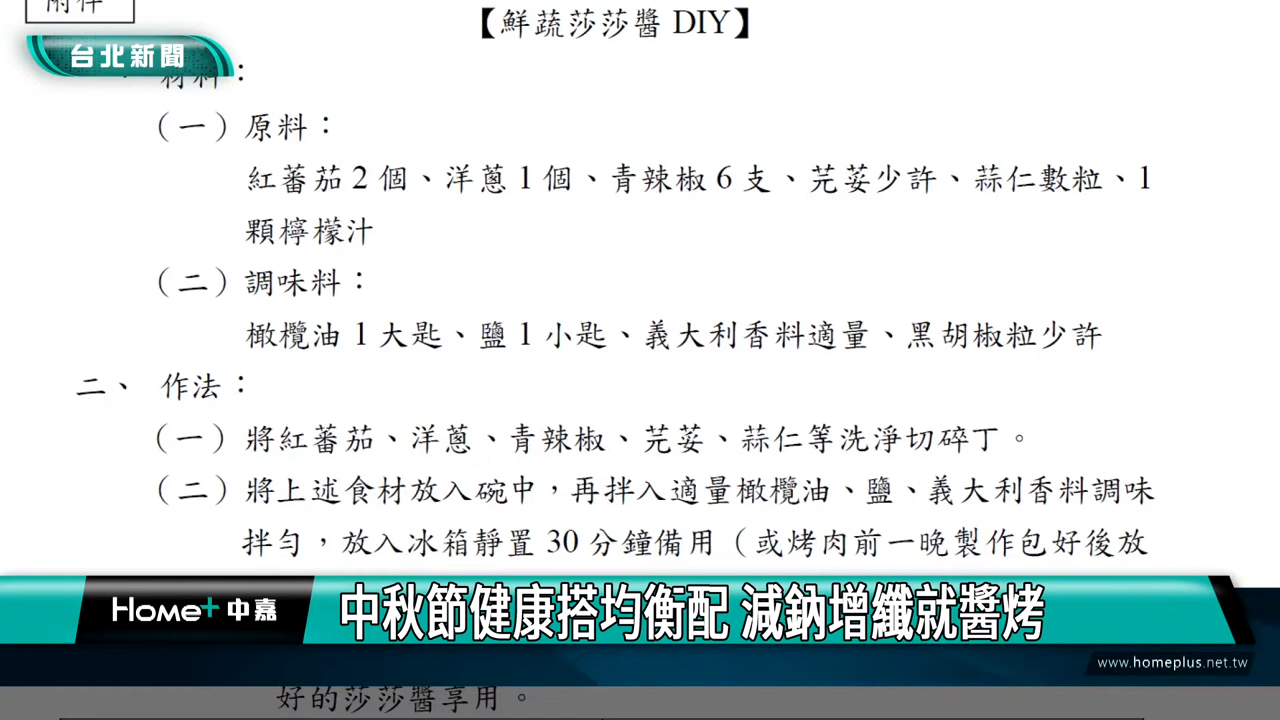 附件
【鮮蔬莎莎醬 DIY】
台北新聞
材料：
（一）原料：
紅蕃茄 2 個、洋蔥 1 個、青辣椒 6 支、芫荽少許、蒜仁數粒、1
顆檸檬汁
（二）調味料：
橄欖油 1 大匙、鹽 1 小匙、義大利香料適量、黑胡椒粒少許
二、 作法：
（一）將紅蕃茄、洋蔥、青辣椒、芫荽、蒜仁等洗淨切碎丁。
（二）將上述食材放入碗中，再拌入適量橄欖油、鹽、義大利香料調味
拌勻，放入冰箱靜置 30 分鐘備用（或烤肉前一晚製作包好後放
Home+ 中嘉
中秋節健康搭均衡配 減鈉增纖就醬烤
www.homeplus.net.tw
好的莎莎醬享用。